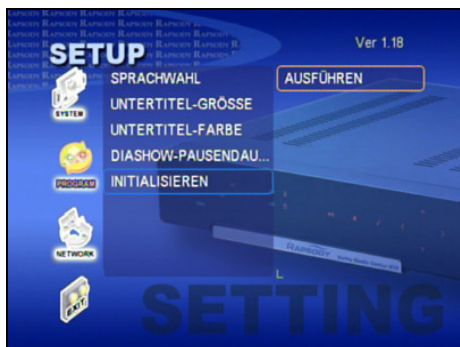 SETUP
Ver 1.18
SPRACHWAHL
AUSFÜHREN
UNTERTITEL-GRÖSSE
SYSTEM
UNTERTITEL-FARBE
DIASHOW-PAUSENDAU...
PROGRAM
INITIALISIEREN
NETWORK
RAPSODY
EXIT
SETTING